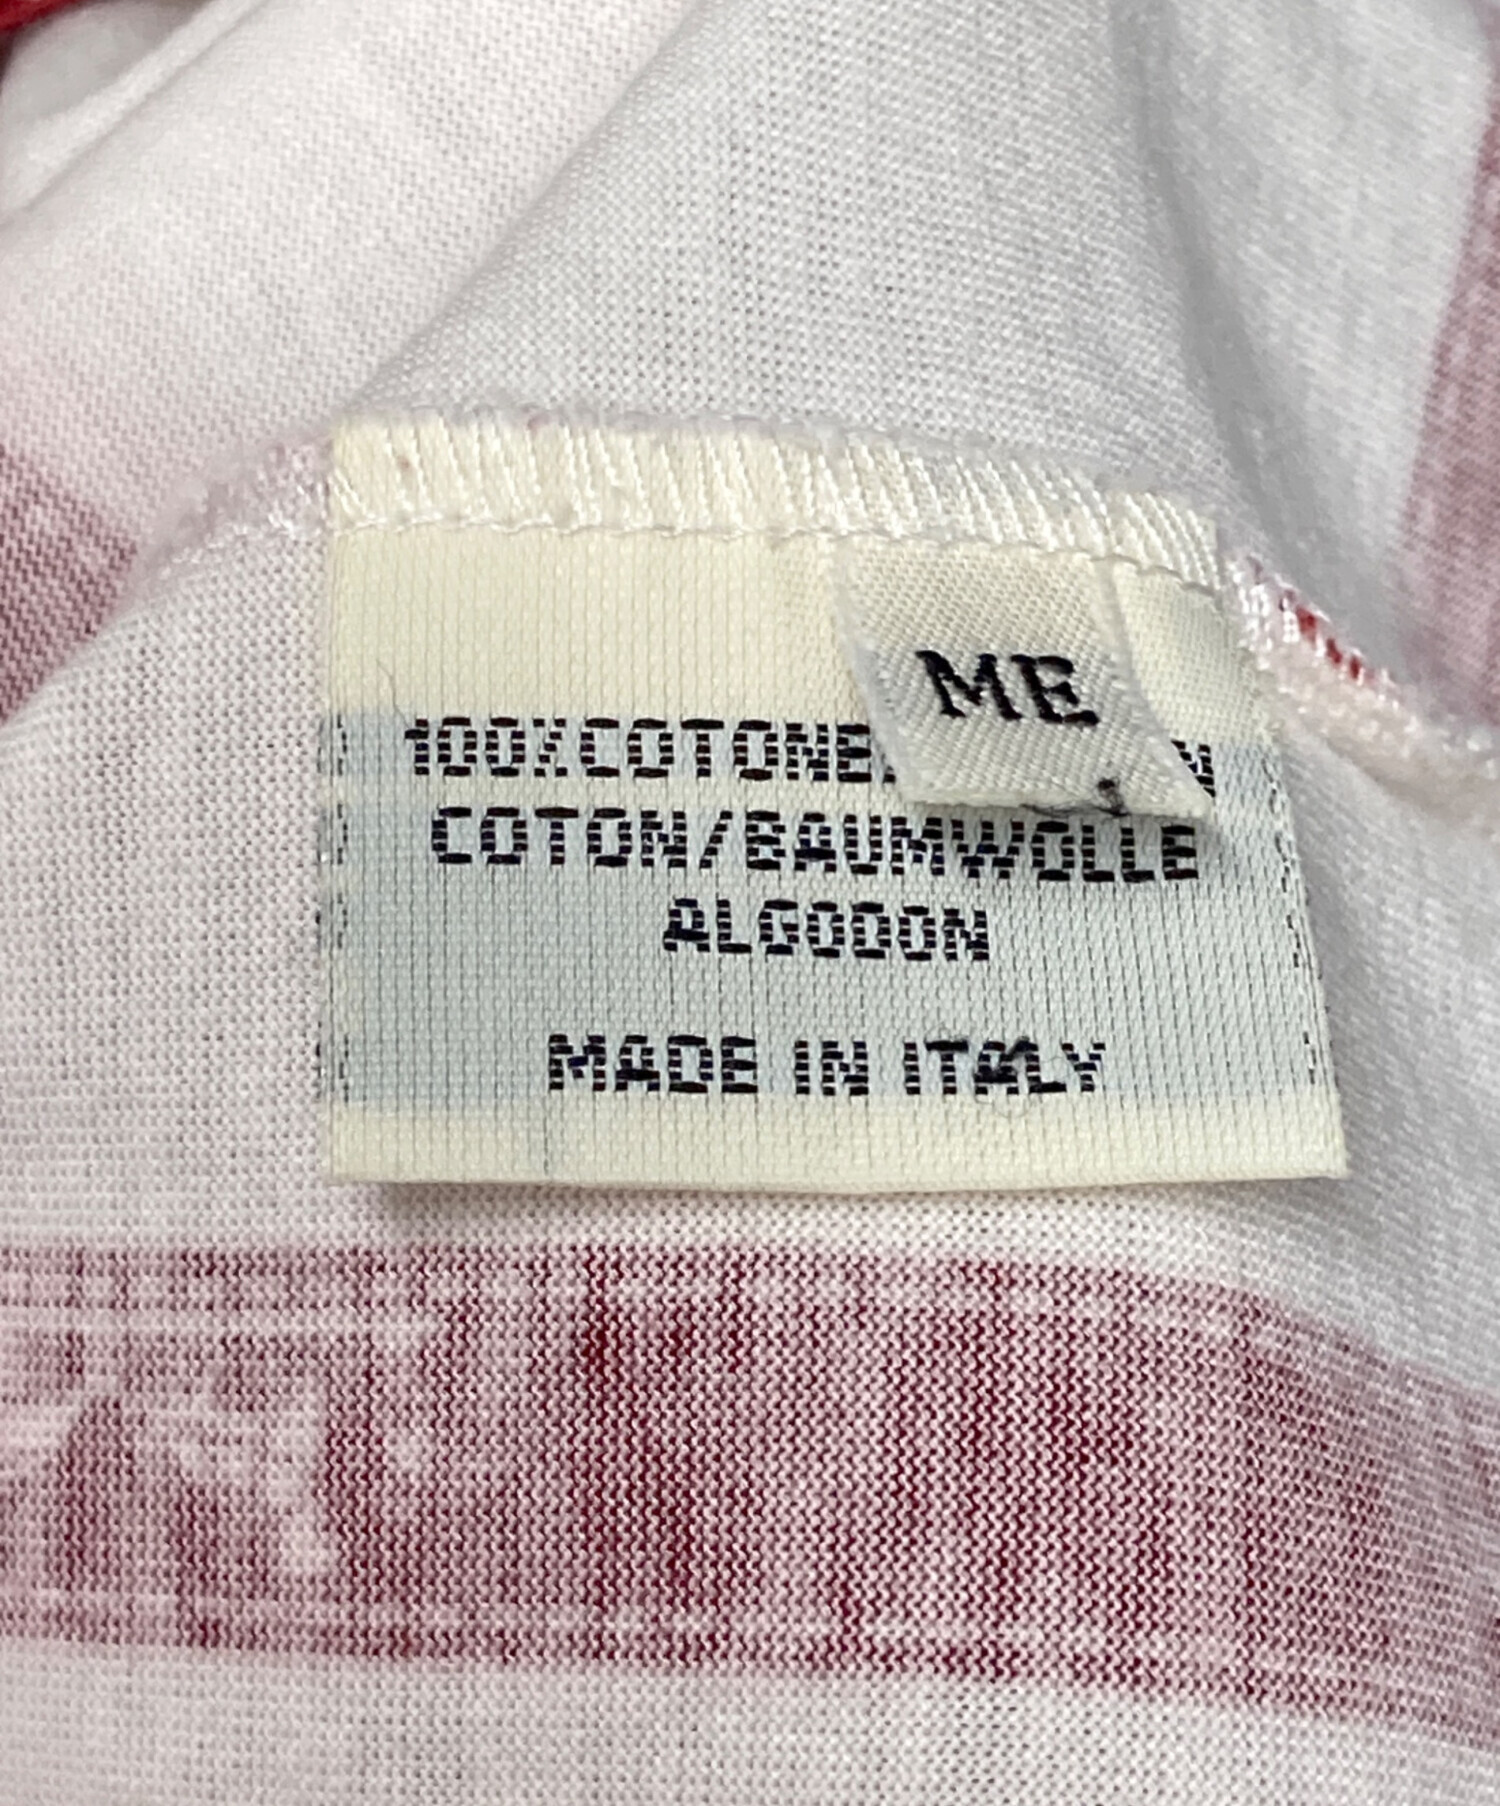 ME
100%COTONE
COTON/BAUMWOLLE
ALGODON
MADE IN ITALY